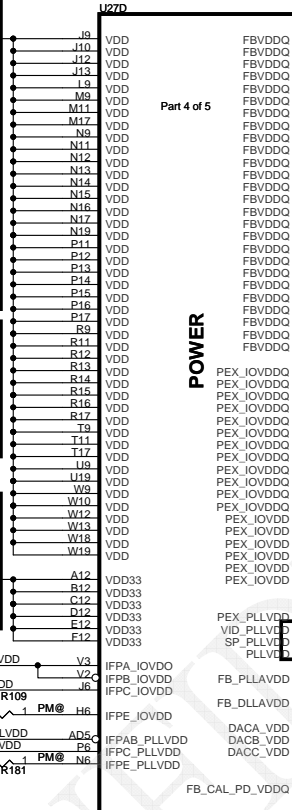 U27D
Part 4 of 5
POWER
J9 VDD FBVDDQ
J10 VDD FBVDDQ
J12 VDD FBVDDQ
J13 VDD FBVDDQ
L9 VDD FBVDDQ
M9 VDD FBVDDQ
M11 VDD FBVDDQ
M17 VDD FBVDDQ
N9 VDD FBVDDQ
N11 VDD FBVDDQ
N12 VDD FBVDDQ
N13 VDD FBVDDQ
N14 VDD FBVDDQ
N15 VDD FBVDDQ
N16 VDD FBVDDQ
N17 VDD FBVDDQ
N19 VDD FBVDDQ
P11 VDD FBVDDQ
P12 VDD FBVDDQ
P13 VDD FBVDDQ
P14 VDD FBVDDQ
P15 VDD FBVDDQ
P16 VDD FBVDDQ
P17 VDD FBVDDQ
R9 VDD FBVDDQ
R11 VDD FBVDDQ
R12 VDD
R13 VDD PEX_IOVDDQ
R14 VDD PEX_IOVDDQ
R15 VDD PEX_IOVDDQ
R16 VDD PEX_IOVDDQ
R17 VDD PEX_IOVDDQ
T9 VDD PEX_IOVDDQ
T11 VDD PEX_IOVDDQ
T17 VDD PEX_IOVDDQ
U9 VDD PEX_IOVDDQ
U19 VDD PEX_IOVDDQ
W9 VDD PEX_IOVDDQ
W10 VDD PEX_IOVDDQ
W12 VDD PEX_IOVDD
W13 VDD PEX_IOVDD
W18 VDD PEX_IOVDD
W19 VDD PEX_IOVDD
PEX_IOVDD
A12 VDD33 PEX_IOVDD
B12 VDD33
C12 VDD33
D12 VDD33 PEX_PLLVDD
E12 VDD33 VID_PLLVDD
F12 VDD33 SP_PLLVDD
PLLVDD
VDD V3 IFPA_IOVDD
V2 IFPB_IOVDD FB_PLLAVDD
DD J6 IFPC_IOVDD
R109 FB_DLLAVDD
1 PM@ H6 IFPE_IOVDD
DACA_VDD
LVDD AD5 IFPAB_PLLVDD DACB_VDD
VDD P6 IFPC_PLLVDD DACC_VDD
1 PM@ N6 IFPE_PLLVDD
R181
FB_CAL_PD_VDDQ